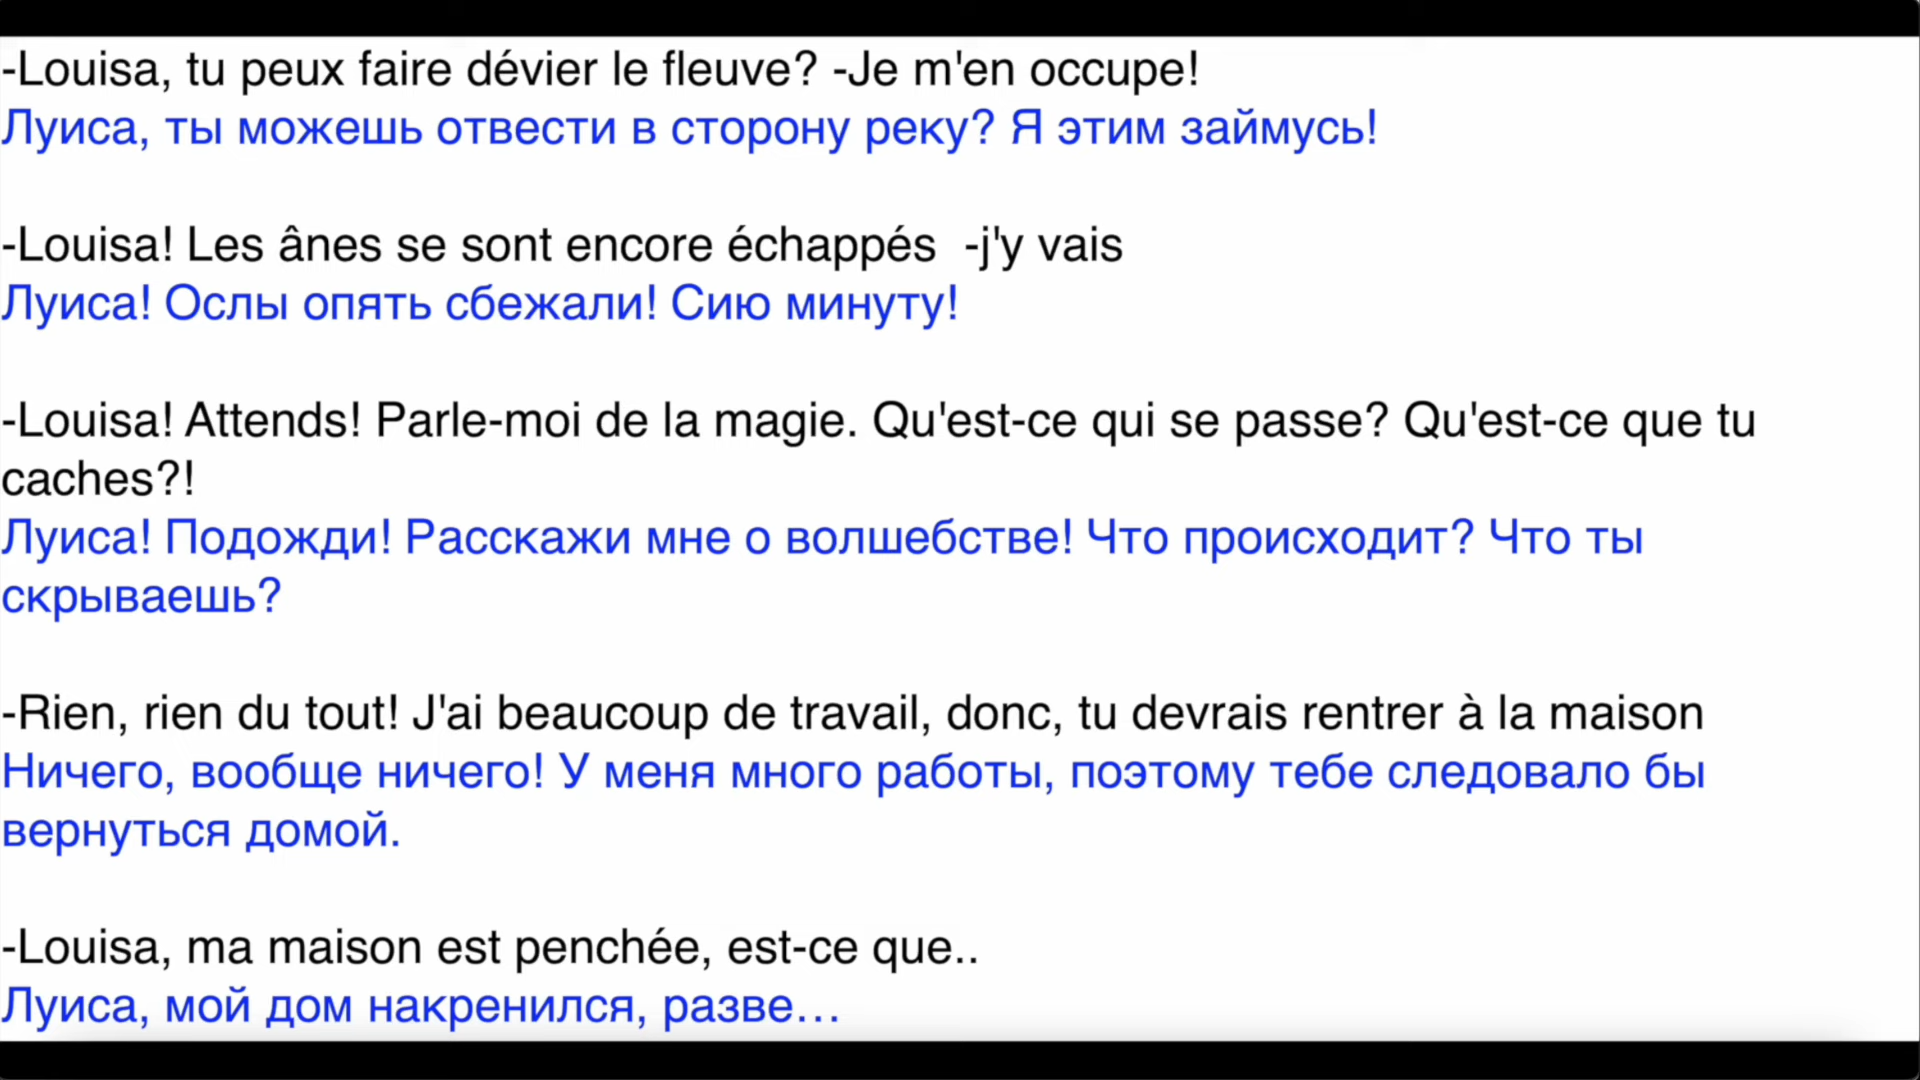 -Louisa, tu peux faire dévier le fleuve? -Je m'en occupe!
Луиса, ты можешь отвести в сторону реку? Я этим займусь!
-Louisa! Les ânes se sont encore échappés  -j'y vais
Луиса! Ослы опять сбежали! Сию минуту!
-Louisa! Attends! Parle-moi de la magie. Qu'est-ce qui se passe? Qu'est-ce que tu
caches?!
Луиса! Подожди! Расскажи мне о волшебстве! Что происходит? Что ты
скрываешь?
-Rien, rien du tout! J'ai beaucoup de travail, donc, tu devrais rentrer à la maison
Ничего, вообще ничего! У меня много работы, поэтому тебе следовало бы
вернуться домой.
-Louisa, ma maison est penchée, est-ce que..
Луиса, мой дом накренился, разве…